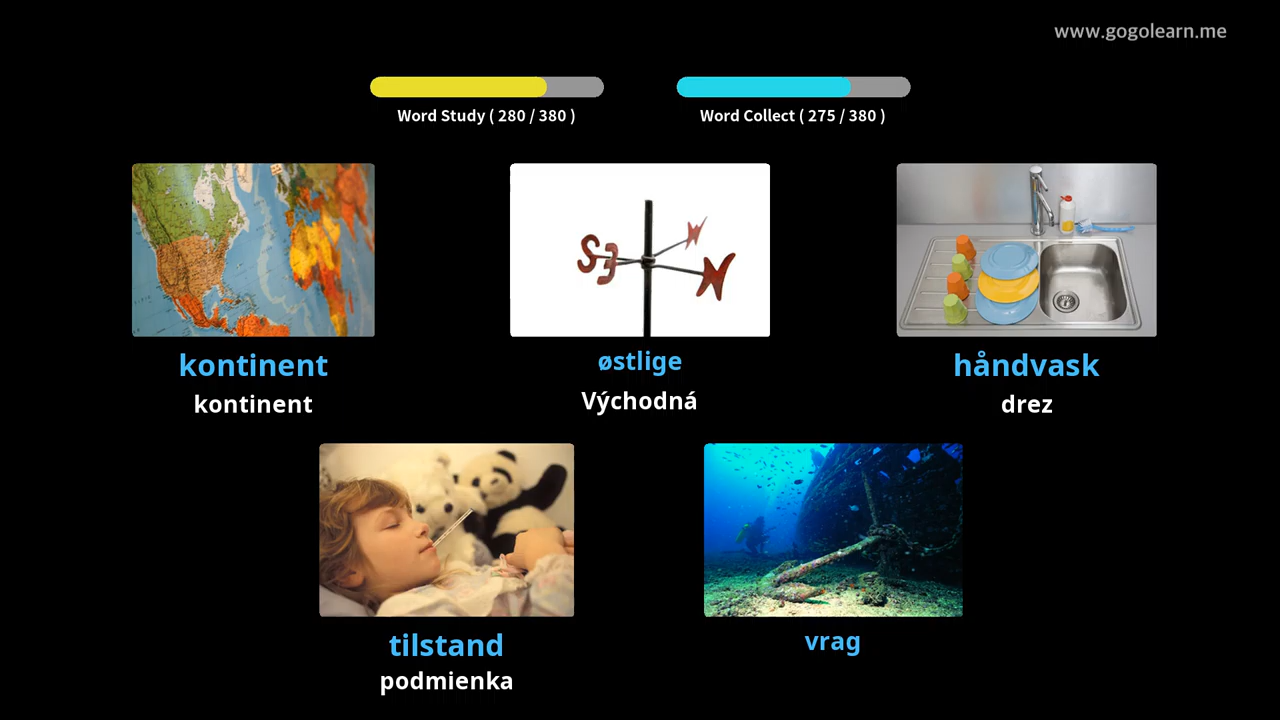 www.gogolearn.me
Word Study ( 280 / 380 )
Word Collect ( 275 / 380 )
S
E
N
W
kontinent
kontinent
østlige
Východná
håndvask
drez
tilstand
podmienka
vrag